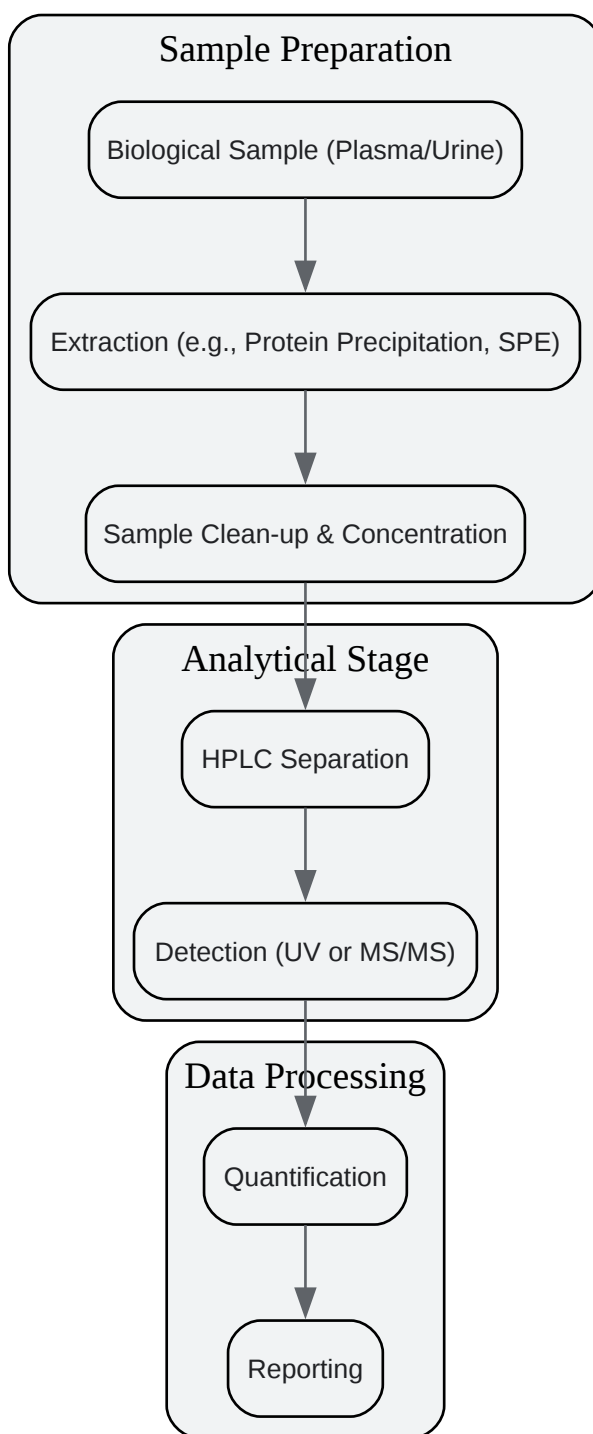 Sample Preparation
Biological Sample (Plasma/Urine)
Extraction (e.g., Protein Precipitation, SPE)
Sample Clean-up & Concentration
Analytical Stage
HPLC Separation
Detection (UV or MS/MS)
Data Processing
Quantification
Reporting